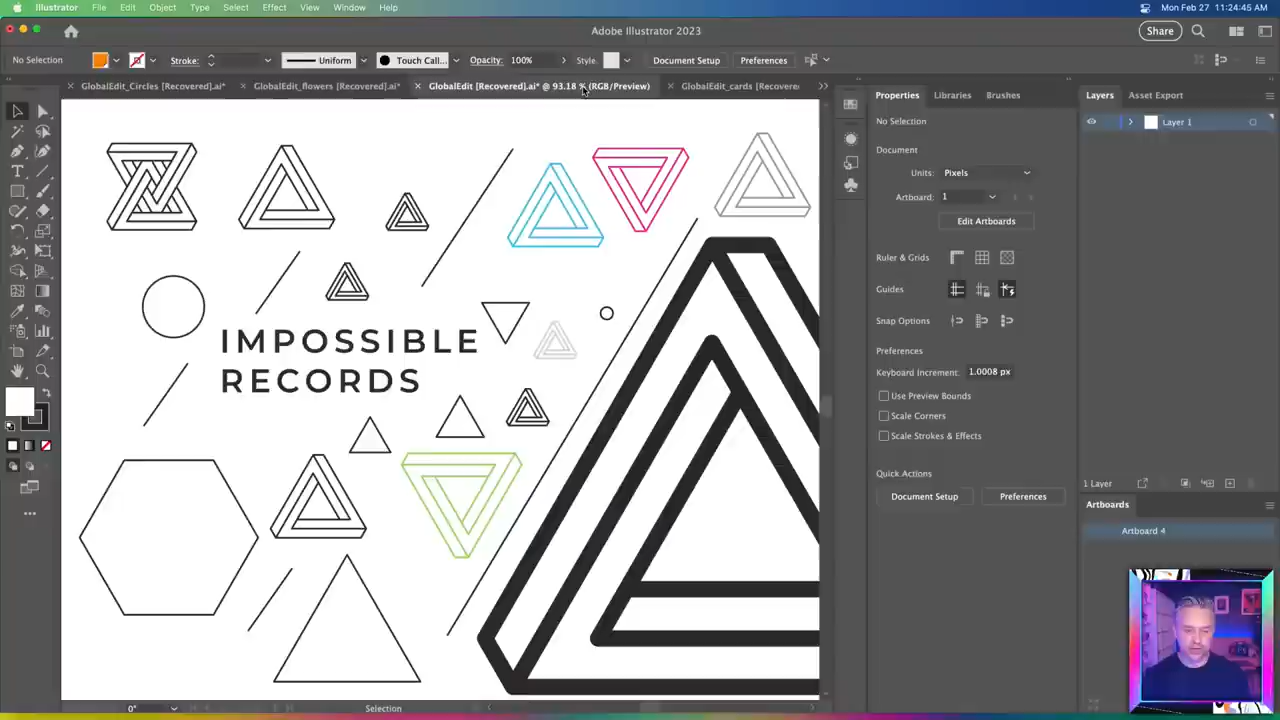 Illustrator File Edit Object Type Select Effect View Window Help
Mon Feb 27 11:24:45 AM
Adobe Illustrator 2023
Share
No Selection
Stroke:
Uniform
Touch Call...
Opacity: 100%
Style:
Document Setup
Preferences
GlobalEdit_Circles [Recovered].ai*
GlobalEdit_flowers [Recovered].ai*
GlobalEdit [Recovered].ai* @ 93.18 % (RGB/Preview)
GlobalEdit_cards [Recovere
Properties Libraries Brushes
Layers Asset Export
No Selection
Layer 1
Document
Units: Pixels
Artboard: 1
Edit Artboards
Ruler & Grids
Guides
Snap Options
Preferences
Keyboard Increment: 1.0008 px
Use Preview Bounds
Scale Corners
Scale Strokes & Effects
Quick Actions
Document Setup Preferences
1 Layer
Artboards
Artboard 4
IMPOSSIBLE
RECORDS
0°
Selection